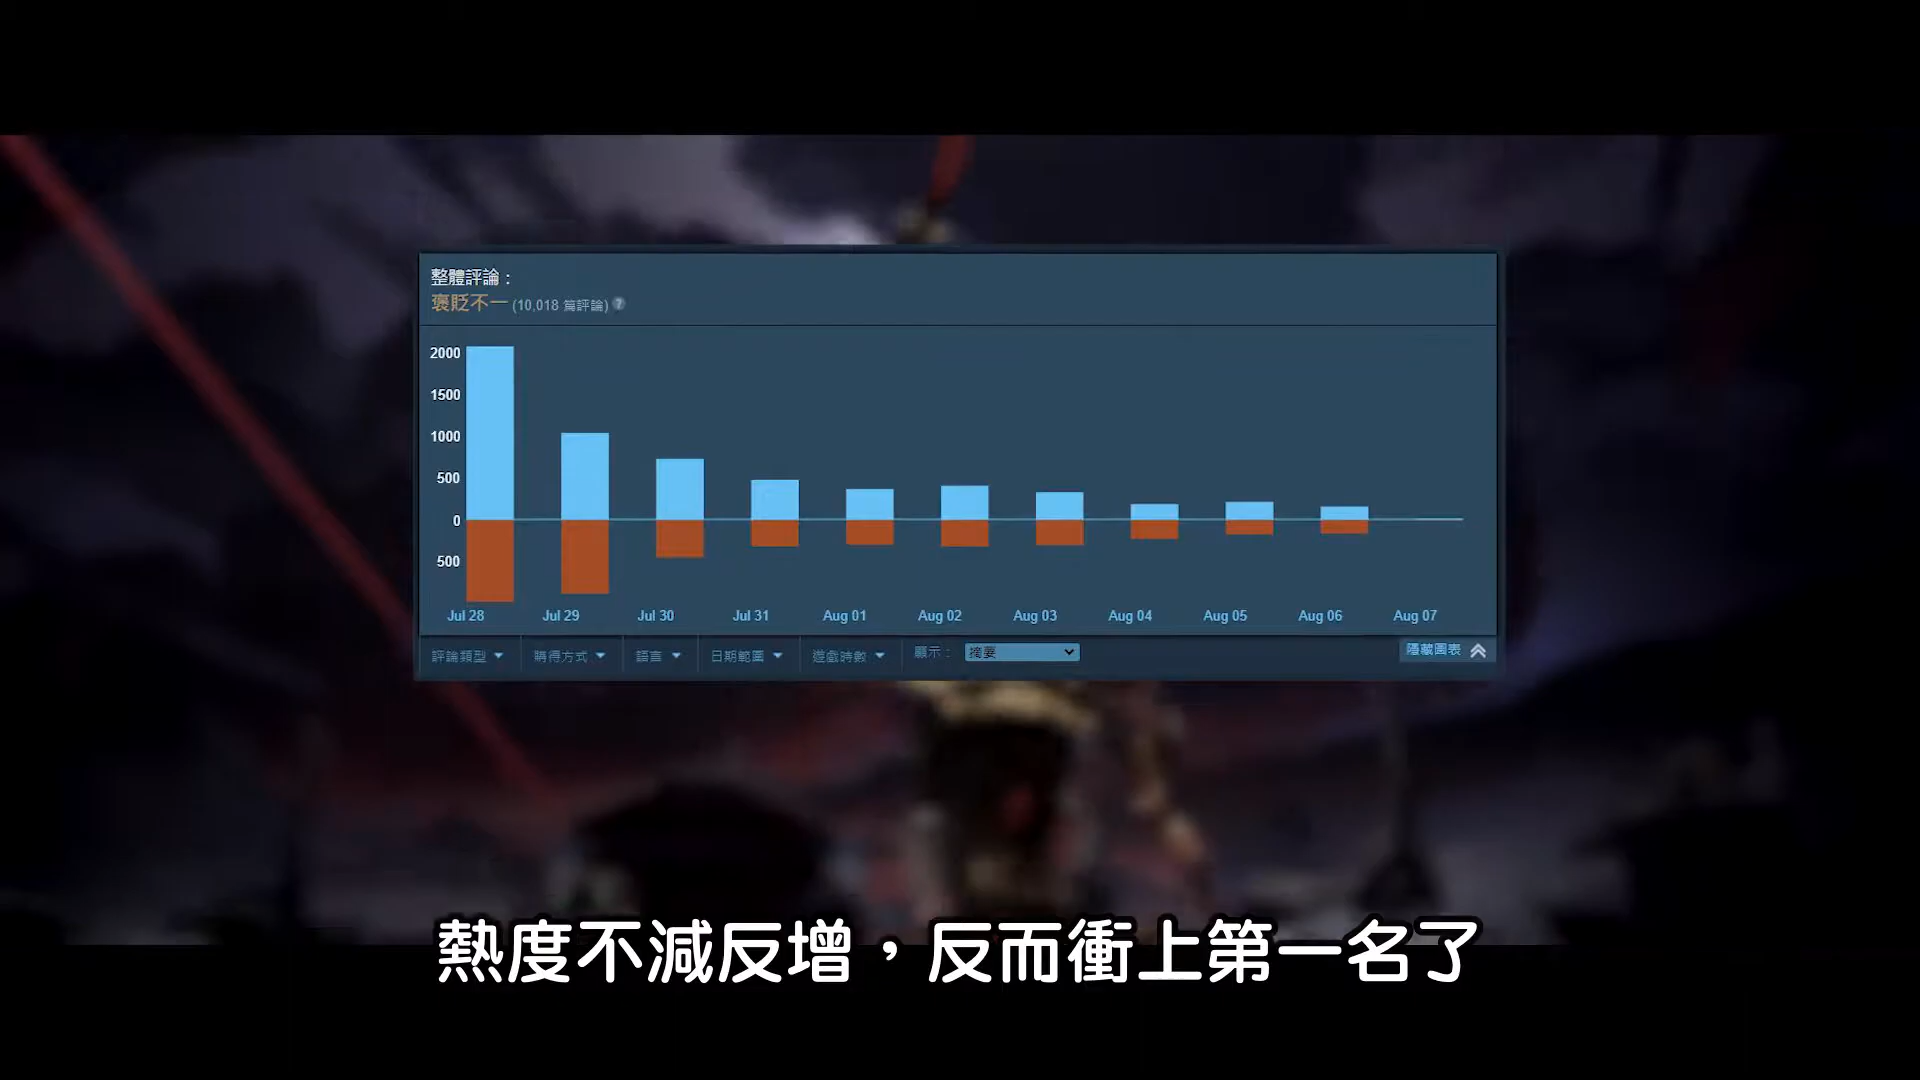 整體評論：
褒貶不一 (10,018 篇評論) ?
2000
1500
1000
500
0
500
Jul 28 Jul 29 Jul 30 Jul 31 Aug 01 Aug 02 Aug 03 Aug 04 Aug 05 Aug 06 Aug 07
評論類型 購得方式 語言 日期範圍 遊戲時數 顯示： 摘要 隱藏圖表
熱度不減反增，反而衝上第一名了